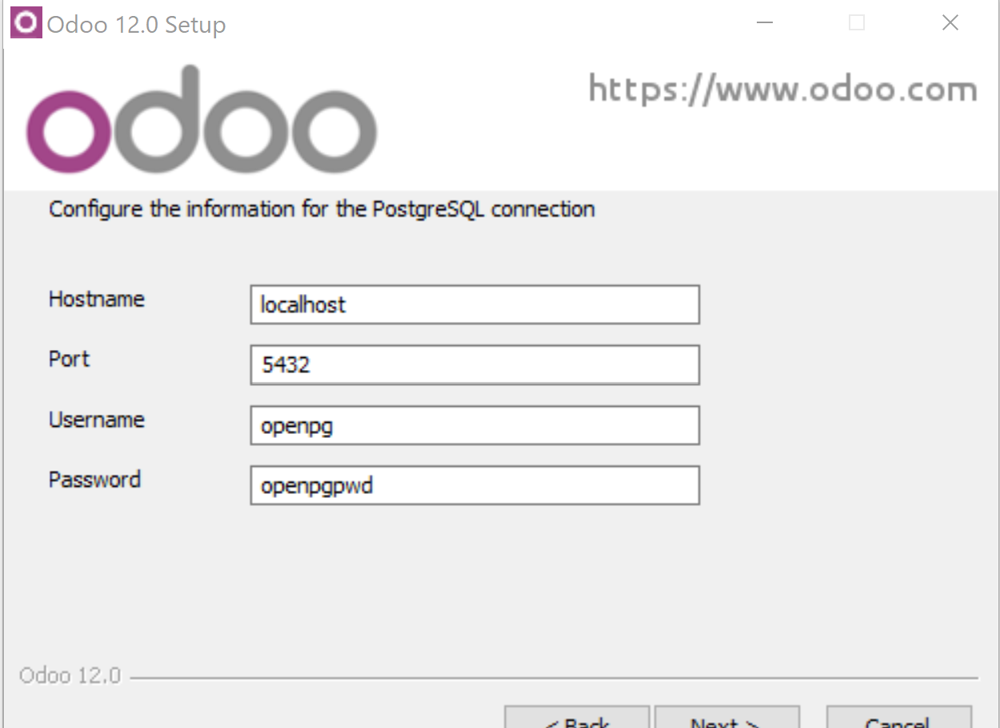 Odoo 12.0 Setup
odoo
https://www.odoo.com
Configure the information for the PostgreSQL connection
Hostname
localhost
Port
5432
Username
openpg
Password
openpgpwd
Odoo 12.0
< Back
Next >
Cancel